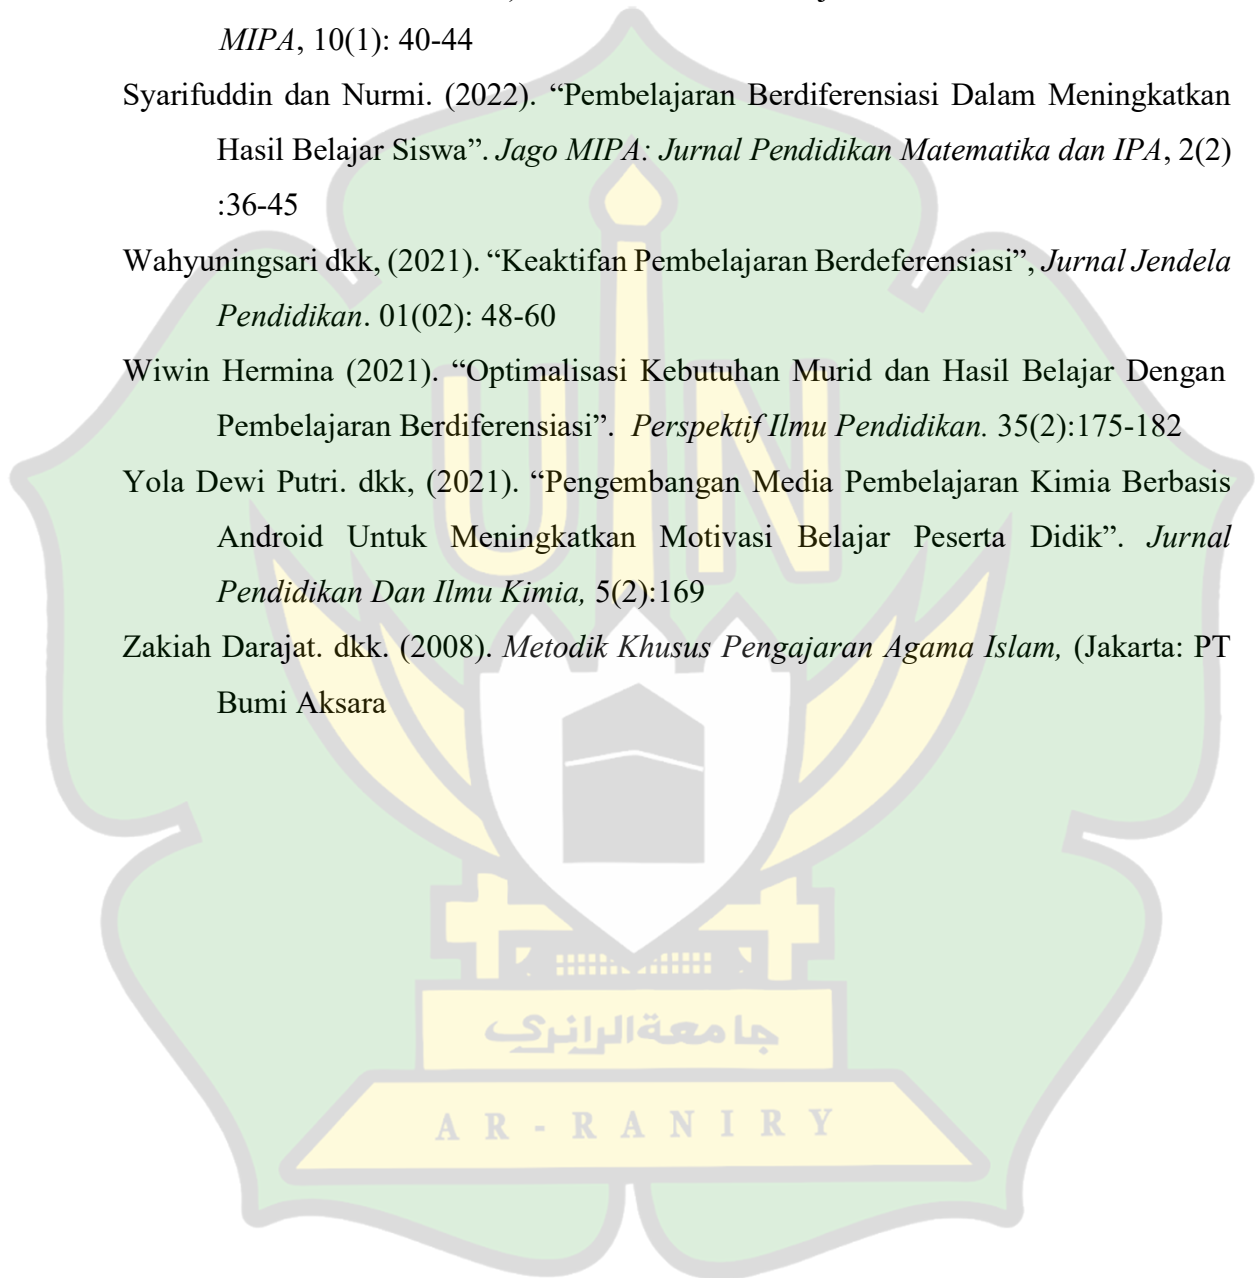 MIPA, 10(1): 40-44
Syarifuddin dan Nurmi. (2022). “Pembelajaran Berdiferensiasi Dalam Meningkatkan
Hasil Belajar Siswa”. Jago MIPA: Jurnal Pendidikan Matematika dan IPA, 2(2)
:36-45
Wahyuningsari dkk, (2021). “Keaktifan Pembelajaran Berdeferensiasi”, Jurnal Jendela
Pendidikan. 01(02): 48-60
Wiwin Hermina (2021). “Optimalisasi Kebutuhan Murid dan Hasil Belajar Dengan
Pembelajaran Berdiferensiasi”. Perspektif Ilmu Pendidikan. 35(2):175-182
Yola Dewi Putri. dkk, (2021). “Pengembangan Media Pembelajaran Kimia Berbasis
Android Untuk Meningkatkan Motivasi Belajar Peserta Didik”. Jurnal
Pendidikan Dan Ilmu Kimia, 5(2):169
Zakiah Darajat. dkk. (2008). Metodik Khusus Pengajaran Agama Islam, (Jakarta: PT
Bumi Aksara
UIN
جامعةالرانري
AR-RANIRY